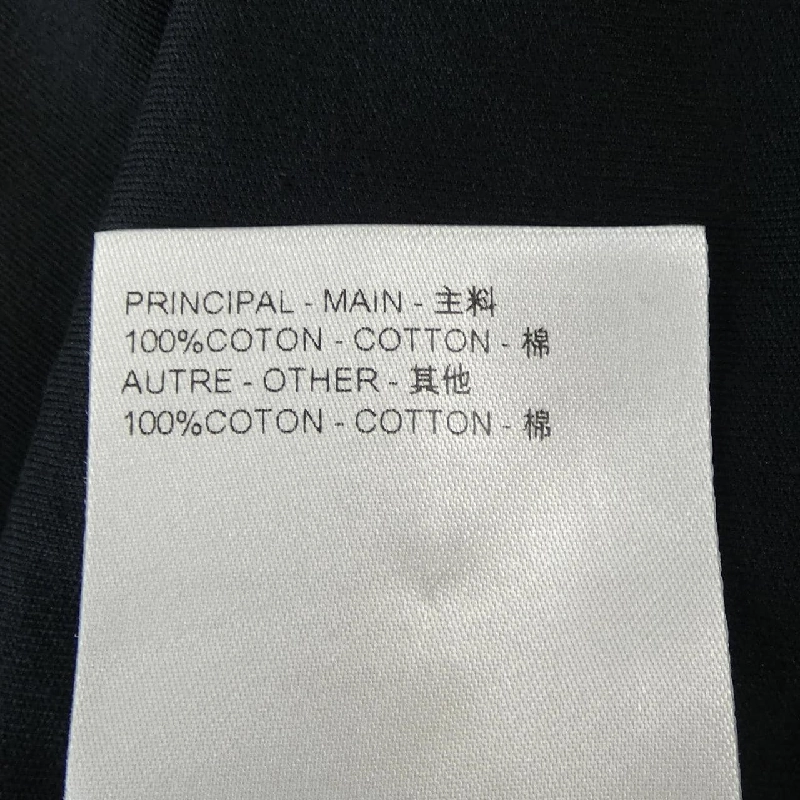 PRINCIPAL - MAIN - 主料
100%COTON - COTTON - 棉
AUTRE - OTHER - 其他
100%COTON - COTTON - 棉